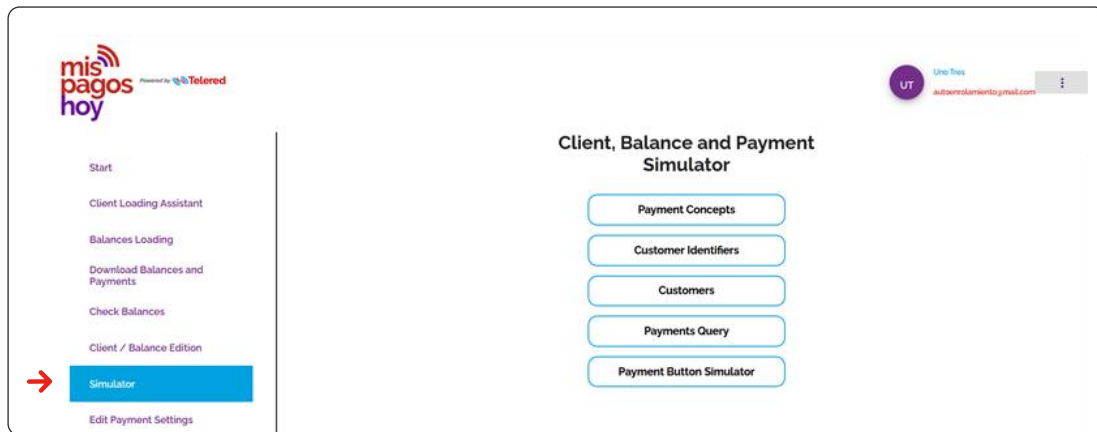 mis
pagos
hoy
Powered by Telered
UT
Uno Tres
autoenrolamiento@mail.com
Start
Client Loading Assistant
Balances Loading
Download Balances and
Payments
Check Balances
Client / Balance Edition
Simulator
Edit Payment Settings
Client, Balance and Payment
Simulator
Payment Concepts
Customer Identifiers
Customers
Payments Query
Payment Button Simulator